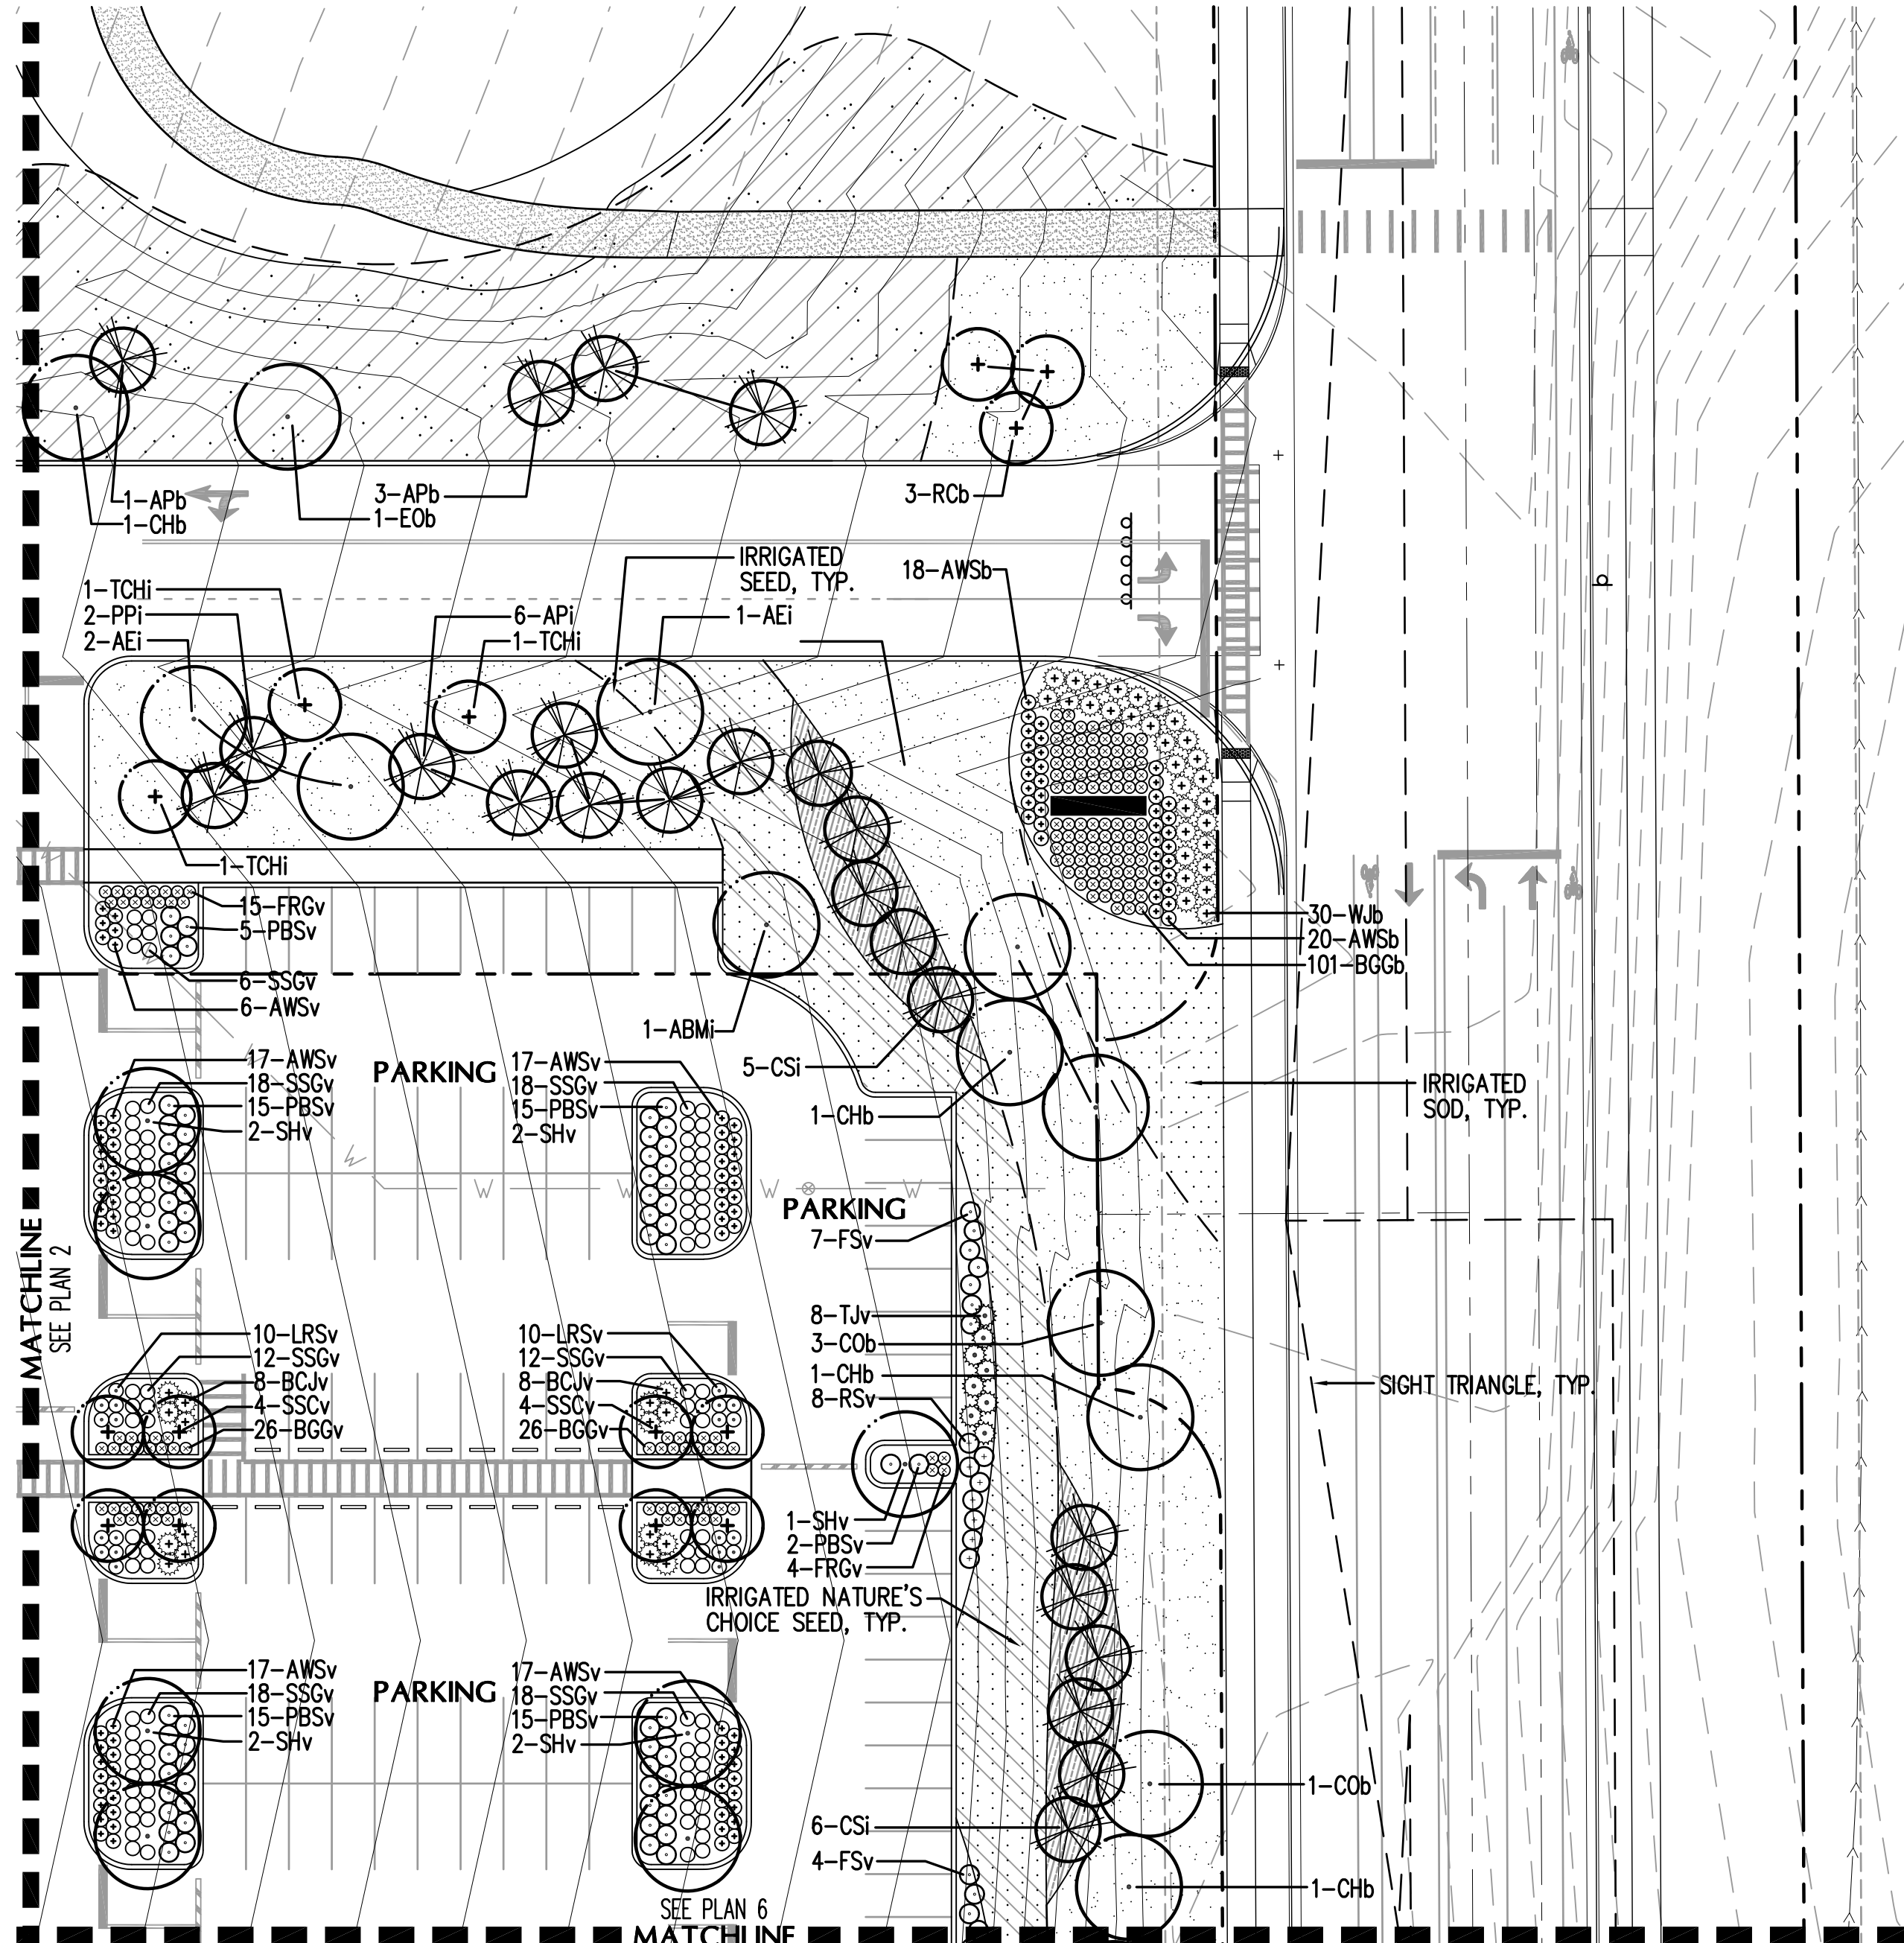 1-APb
1-CHb
3-APb
1-EOb
3-RCb
IRRIGATED
SEED, TYP.
18-AWSb
1-TCHi
2-PPi
2-AEi
6-APi
1-TCHi
1-AEi
1-TCHi
15-FRGv
5-PBSv
6-SSGv
6-AWSv
30-WJb
20-AWSb
101-BGGb
1-ABMi
5-CSi
1-CHb
17-AWSv
18-SSGv
15-PBSv
2-SHv
PARKING
17-AWSv
18-SSGv
15-PBSv
2-SHv
IRRIGATED
SOD, TYP.
W
W
W
W
W
PARKING
7-FSv
MATCHLINE
SEE PLAN 2
8-TJv
3-COb
1-CHb
8-RSv
10-LRSv
12-SSGv
8-BCJv
4-SSCv
26-BGGv
10-LRSv
12-SSGv
8-BCJv
4-SSCv
26-BGGv
SIGHT TRIANGLE, TYP.
1-SHv
2-PBSv
4-FRGv
IRRIGATED NATURE'S
CHOICE SEED, TYP.
17-AWSv
18-SSGv
15-PBSv
2-SHv
PARKING
17-AWSv
18-SSGv
15-PBSv
2-SHv
1-COb
6-CSi
4-FSv
1-CHb
SEE PLAN 6
MATCHLINE